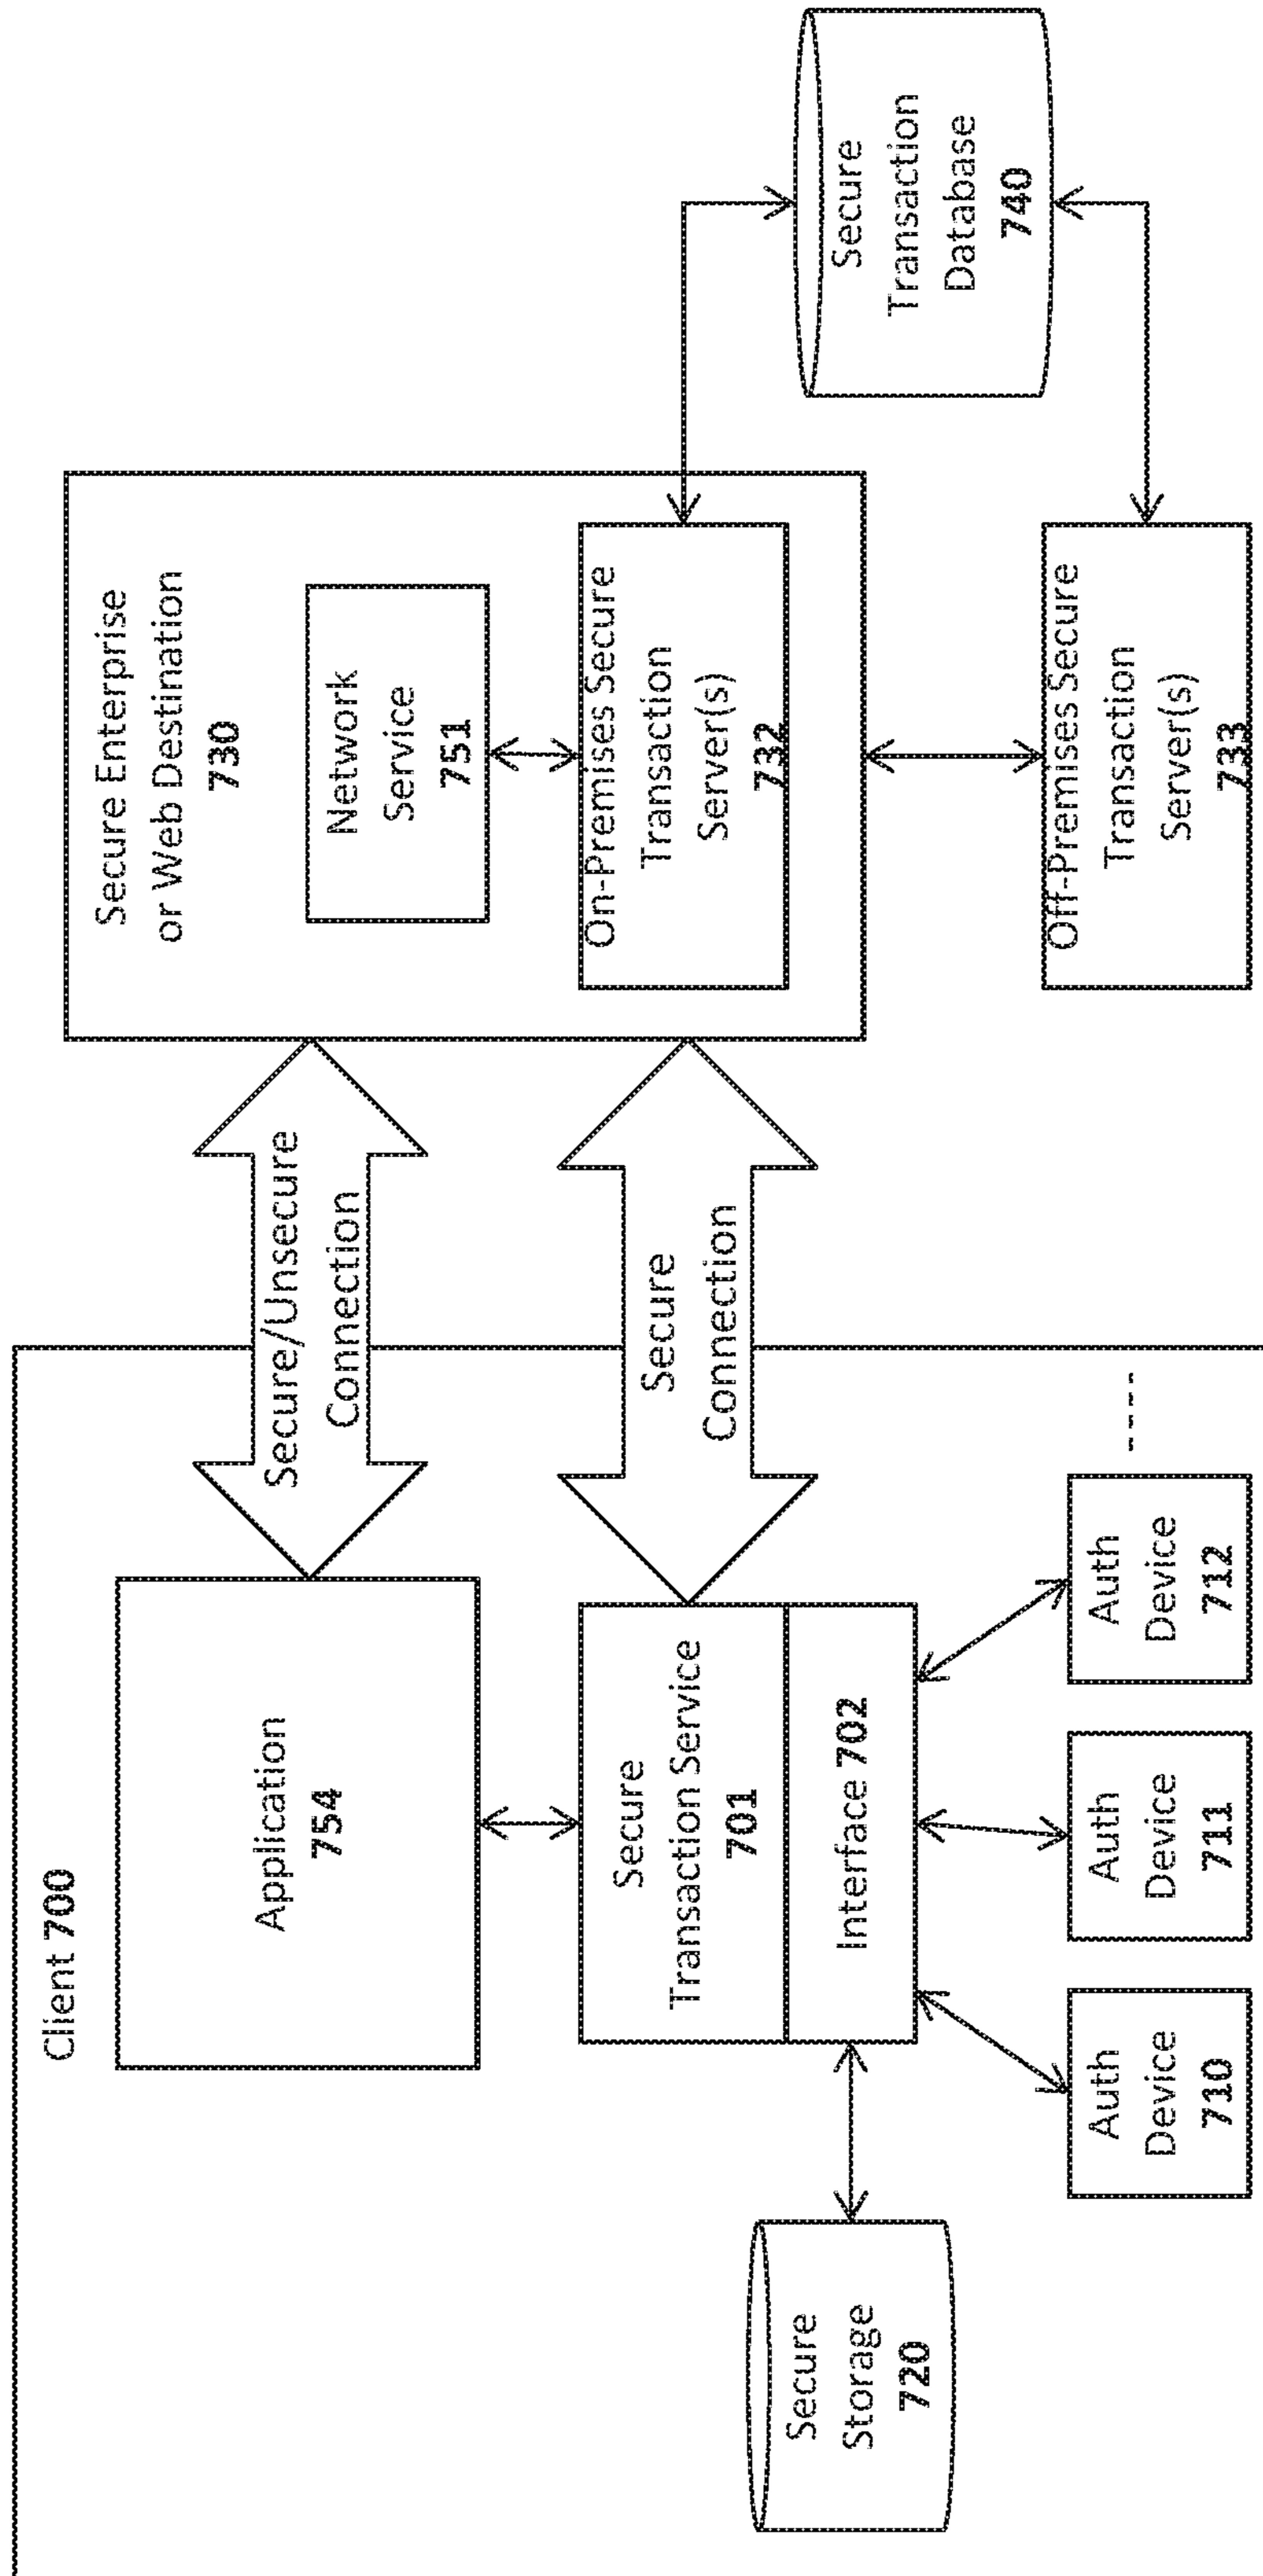 Client 700
Application
754
Secure
Transaction Service
701
Interface 702
Secure
Storage
720
Auth
Device
710
Auth
Device
711
Auth
Device
712
Secure/Unsecure
Connection
Secure
Connection
Secure Enterprise
or Web Destination
730
Network
Service
751
On-Premises Secure
Transaction
Server(s)
732
Off-Premises Secure
Transaction
Server(s)
733
Secure
Transaction
Database
740